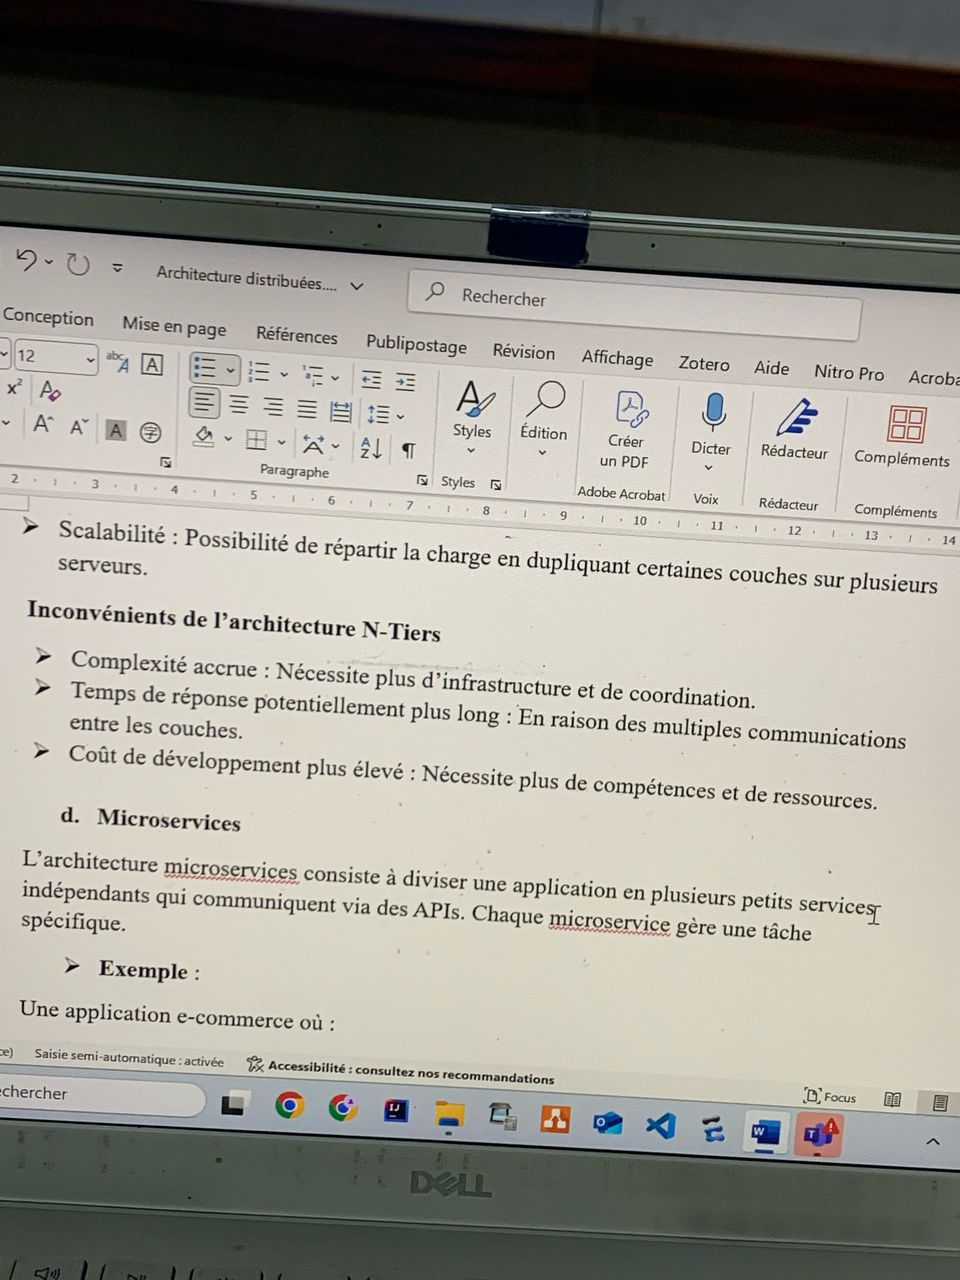 Architecture distribuées....
Rechercher
Conception Mise en page Références Publipostage Révision Affichage Zotero Aide Nitro Pro Acroba
12
Styles
Édition
Créer
un PDF
Dicter
Rédacteur
Compléments
Paragraphe
Styles
Adobe Acrobat
Voix
Rédacteur
Compléments
2 3 4 5 6 7 8 9 10 11 12 13 14
➤ Scalabilité : Possibilité de répartir la charge en dupliquant certaines couches sur plusieurs
serveurs.
Inconvénients de l’architecture N-Tiers
➤ Complexité accrue : Nécessite plus d’infrastructure et de coordination.
➤ Temps de réponse potentiellement plus long : En raison des multiples communications
entre les couches.
➤ Coût de développement plus élevé : Nécessite plus de compétences et de ressources.
d. Microservices
L’architecture microservices consiste à diviser une application en plusieurs petits services
indépendants qui communiquent via des APIs. Chaque microservice gère une tâche
spécifique.
➤ Exemple :
Une application e-commerce où :
ce) Saisie semi-automatique : activée Accessibilité : consultez nos recommandations Focus
echercher
DELL